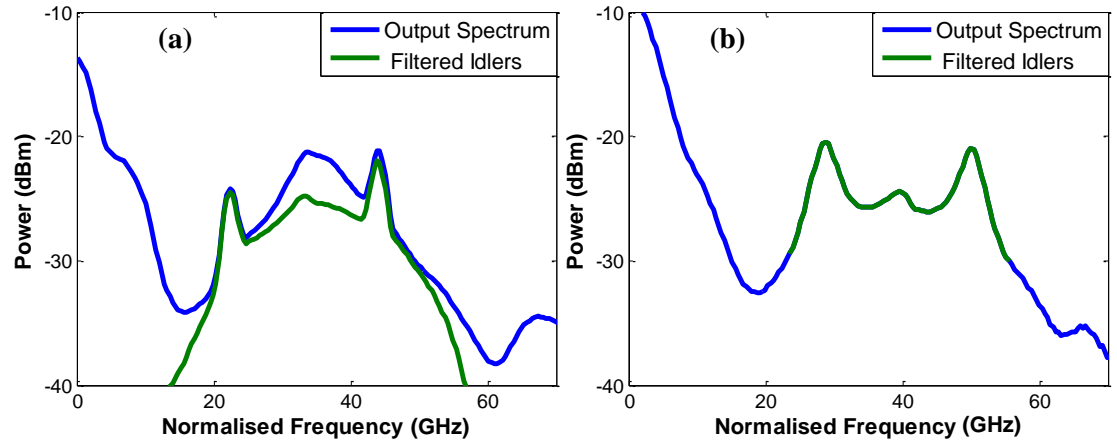 (a)
Output Spectrum
Filtered Idlers
-10
-20
-30
-40
Power (dBm)
0
20
40
60
Normalised Frequency (GHz)
(b)
Output Spectrum
Filtered Idlers
-10
-20
-30
-40
Power (dBm)
0
20
40
60
Normalised Frequency (GHz)